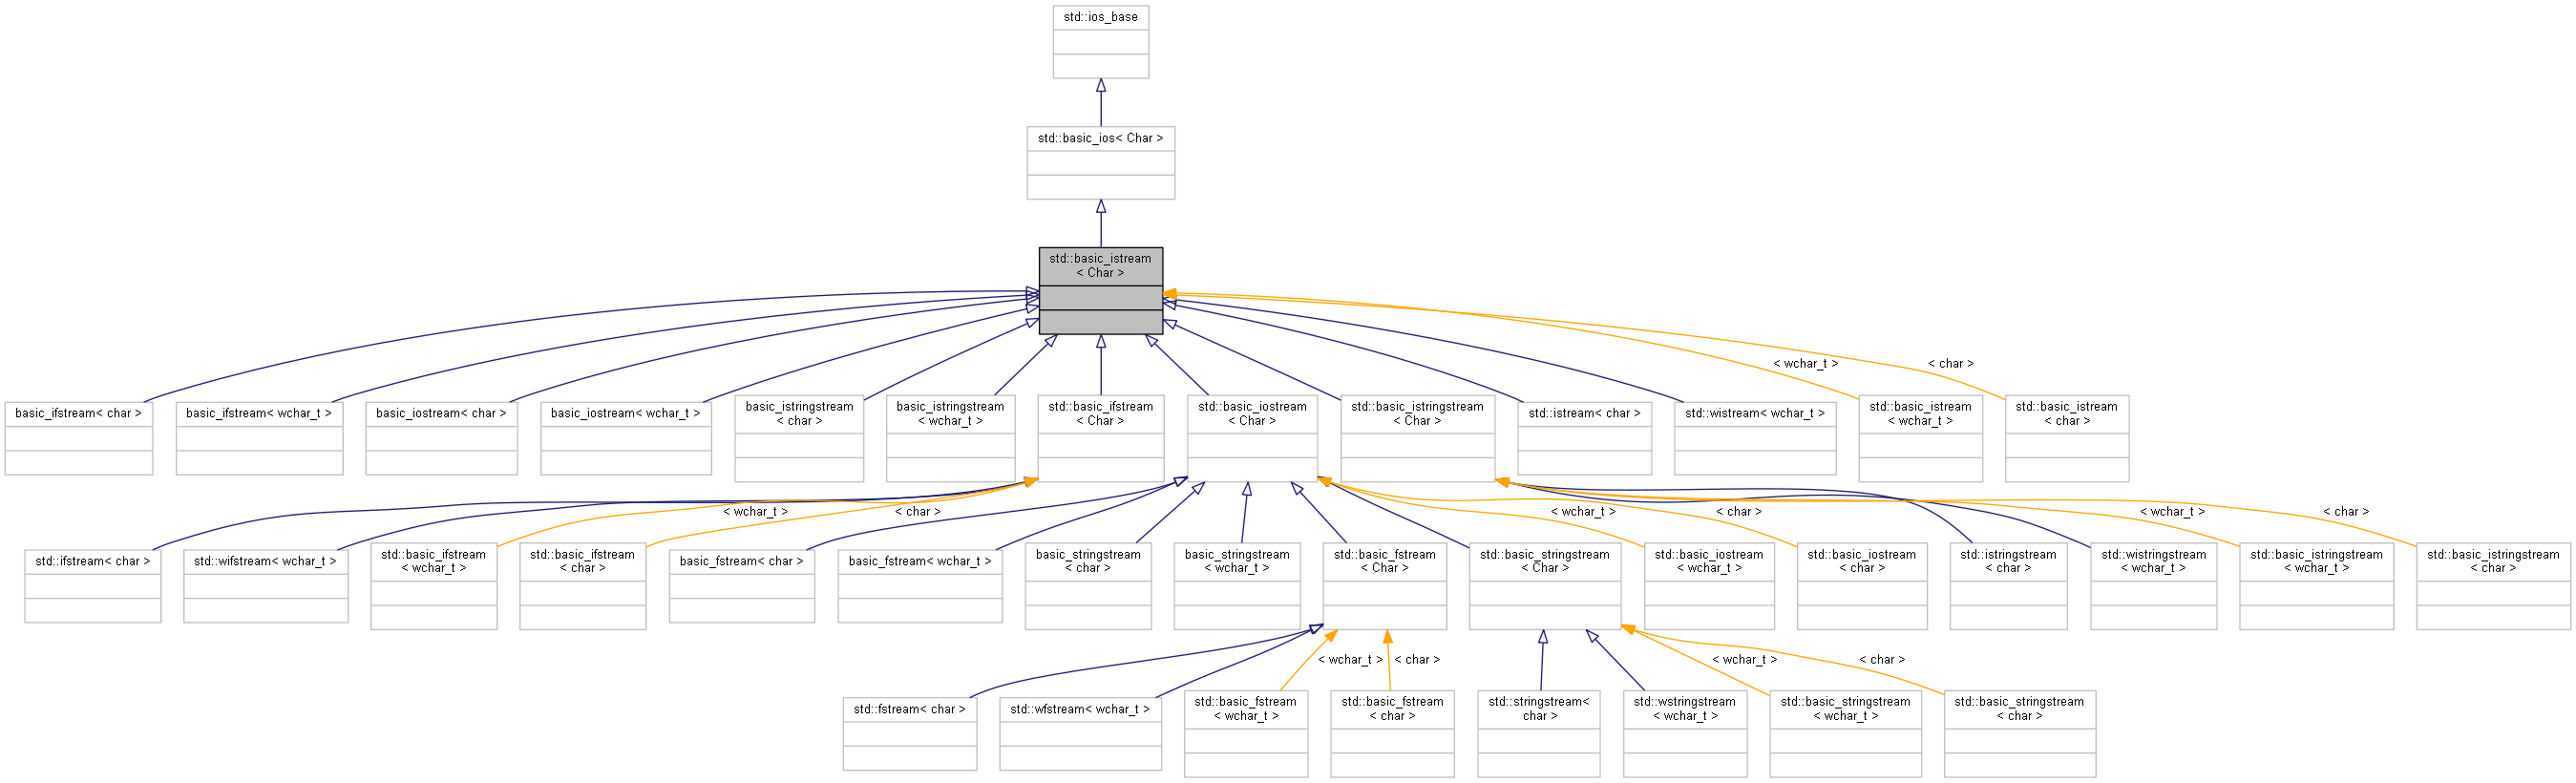 std::ios_base
std::basic_ios< Char >
std::basic_istream
< Char >
< wchar_t >
< char >
basic_ifstream< char >
basic_ifstream< wchar_t >
basic_iostream< char >
basic_iostream< wchar_t >
basic_istringstream
< char >
basic_istringstream
< wchar_t >
std::basic_ifstream
< Char >
std::basic_iostream
< Char >
std::basic_istringstream
< Char >
std::istream< char >
std::wistream< wchar_t >
std::basic_istream
< wchar_t >
std::basic_istream
< char >
< wchar_t >
< char >
< wchar_t >
< char >
< wchar_t >
< char >
std::ifstream< char >
std::wifstream< wchar_t >
std::basic_ifstream
< wchar_t >
std::basic_ifstream
< char >
basic_fstream< char >
basic_fstream< wchar_t >
basic_stringstream
< char >
basic_stringstream
< wchar_t >
std::basic_fstream
< Char >
std::basic_stringstream
< Char >
std::basic_iostream
< wchar_t >
std::basic_iostream
< char >
std::istringstream
< char >
std::wistringstream
< wchar_t >
std::basic_istringstream
< wchar_t >
std::basic_istringstream
< char >
< wchar_t >
< char >
< wchar_t >
< char >
std::fstream< char >
std::wfstream< wchar_t >
std::basic_fstream
< wchar_t >
std::basic_fstream
< char >
std::stringstream<
char >
std::wstringstream
< wchar_t >
std::basic_stringstream
< wchar_t >
std::basic_stringstream
< char >